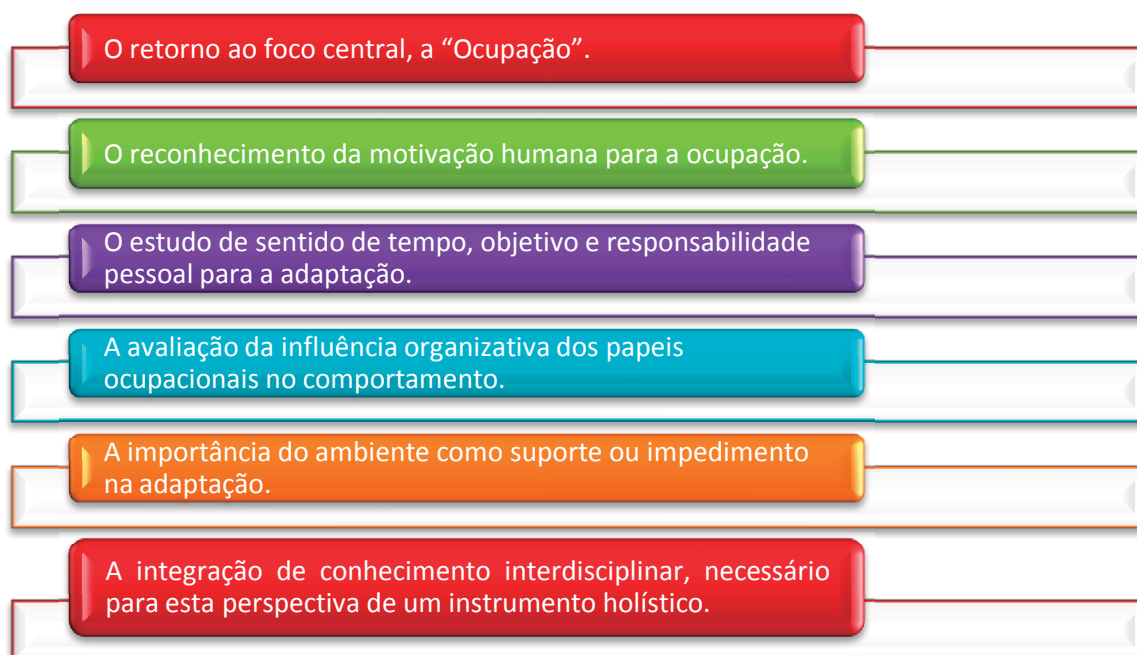 O retorno ao foco central, a “Ocupação”.
O reconhecimento da motivação humana para a ocupação.
O estudo de sentido de tempo, objetivo e responsabilidade
pessoal para a adaptação.
A avaliação da influência organizativa dos papeis
ocupacionais no comportamento.
A importância do ambiente como suporte ou impedimento
na adaptação.
A integração de conhecimento interdisciplinar, necessário
para esta perspectiva de um instrumento holístico.